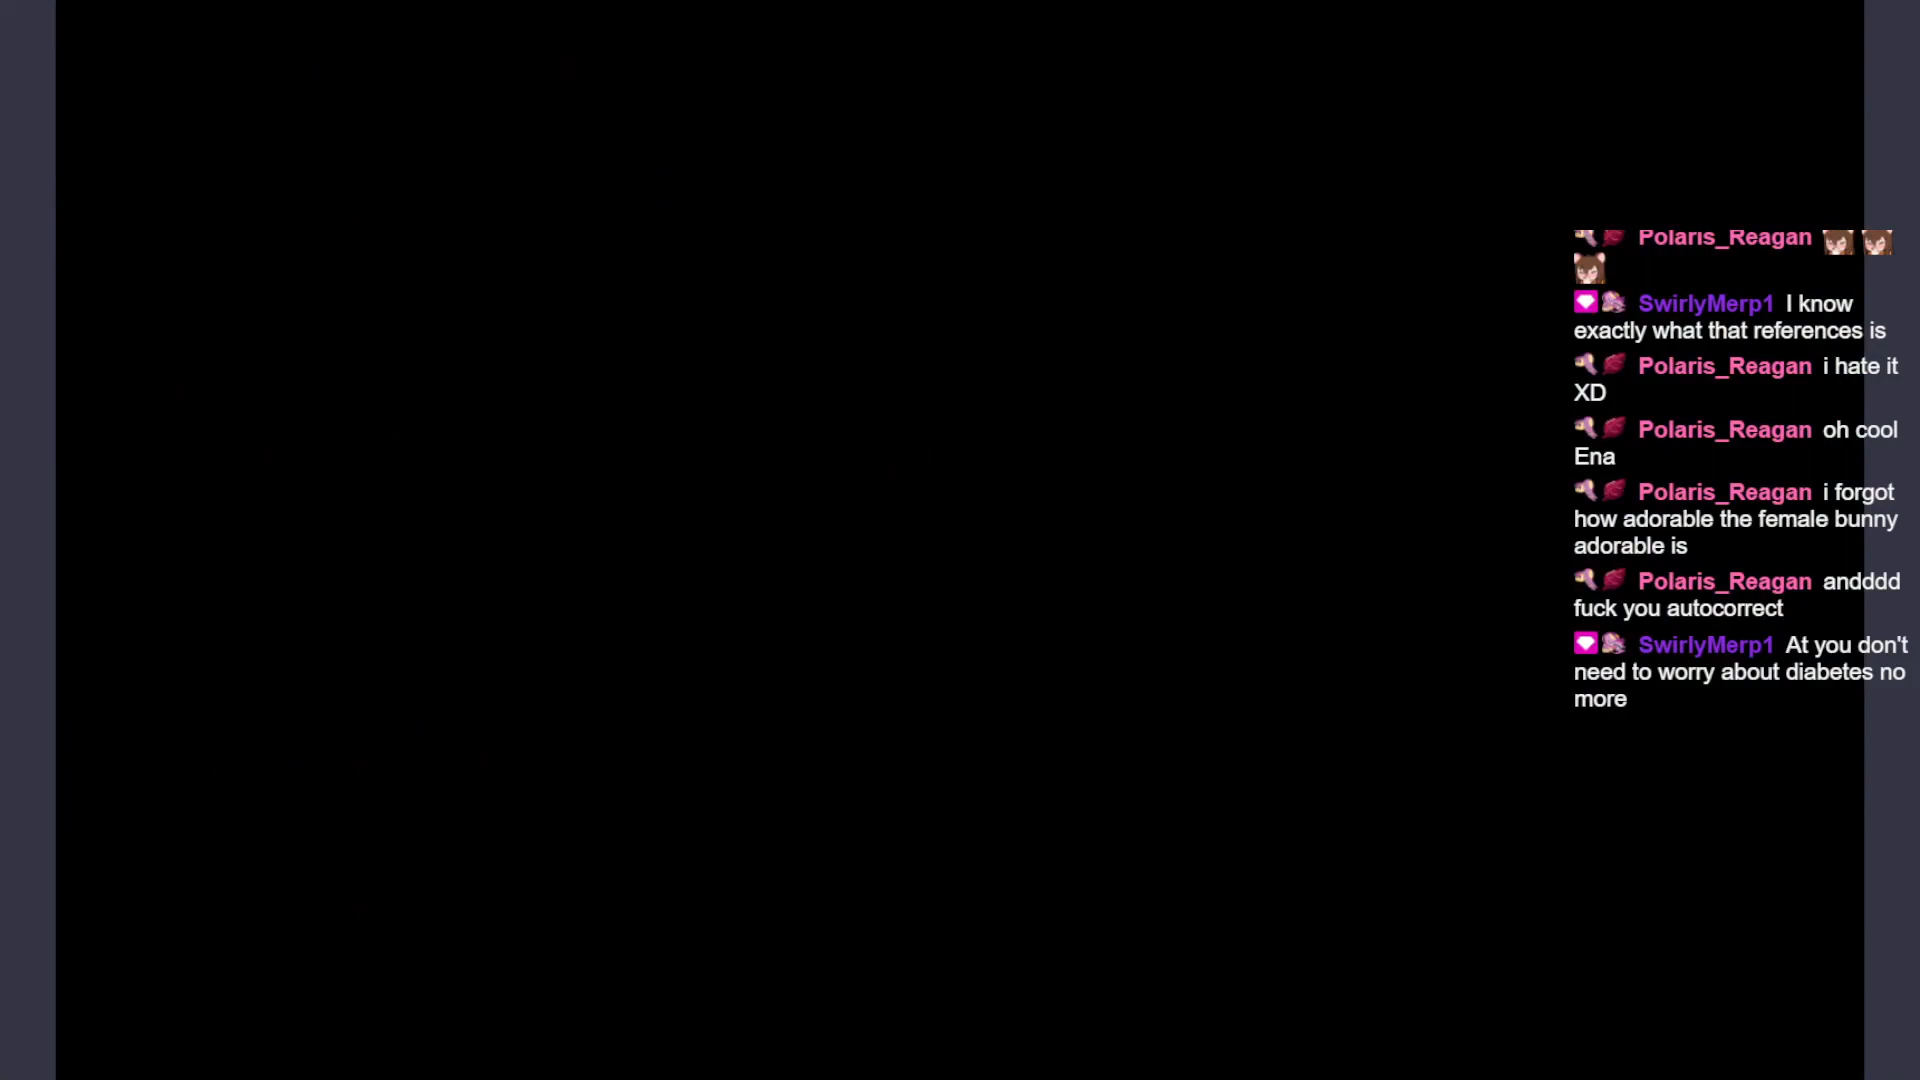 Polaris_Reagan
SwirlyMerp1 I know
exactly what that references is
Polaris_Reagan i hate it
XD
Polaris_Reagan oh cool
Ena
Polaris_Reagan i forgot
how adorable the female bunny
adorable is
Polaris_Reagan andddd
fuck you autocorrect
SwirlyMerp1 At you don't
need to worry about diabetes no
more